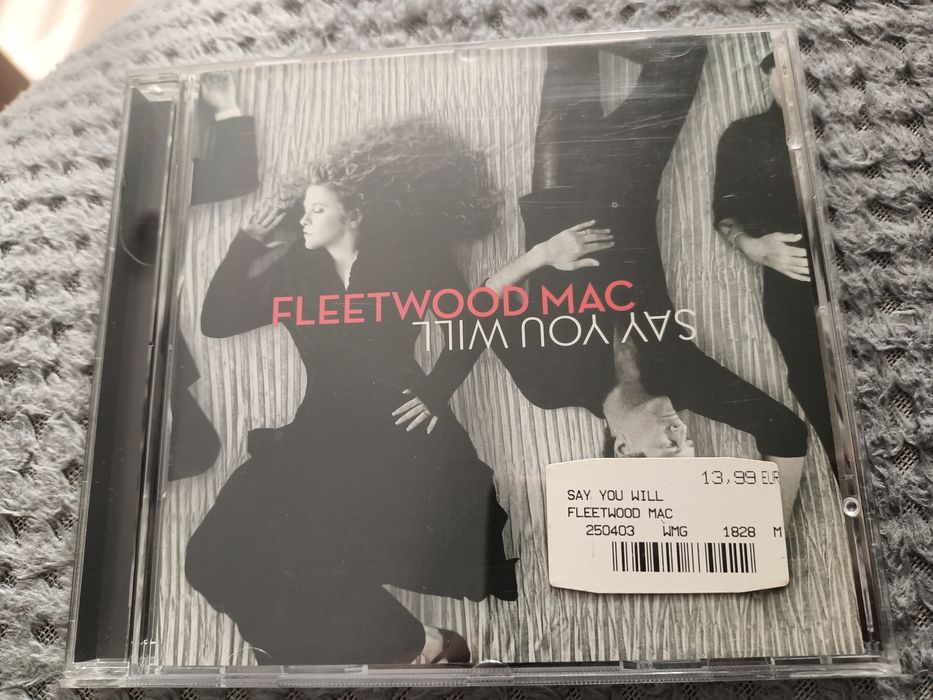 FLEETWOOD MAC
SAY YOU WILL
13,99 EUR
SAY YOU WILL
FLEETWOOD MAC
250403 WMG 1828 M